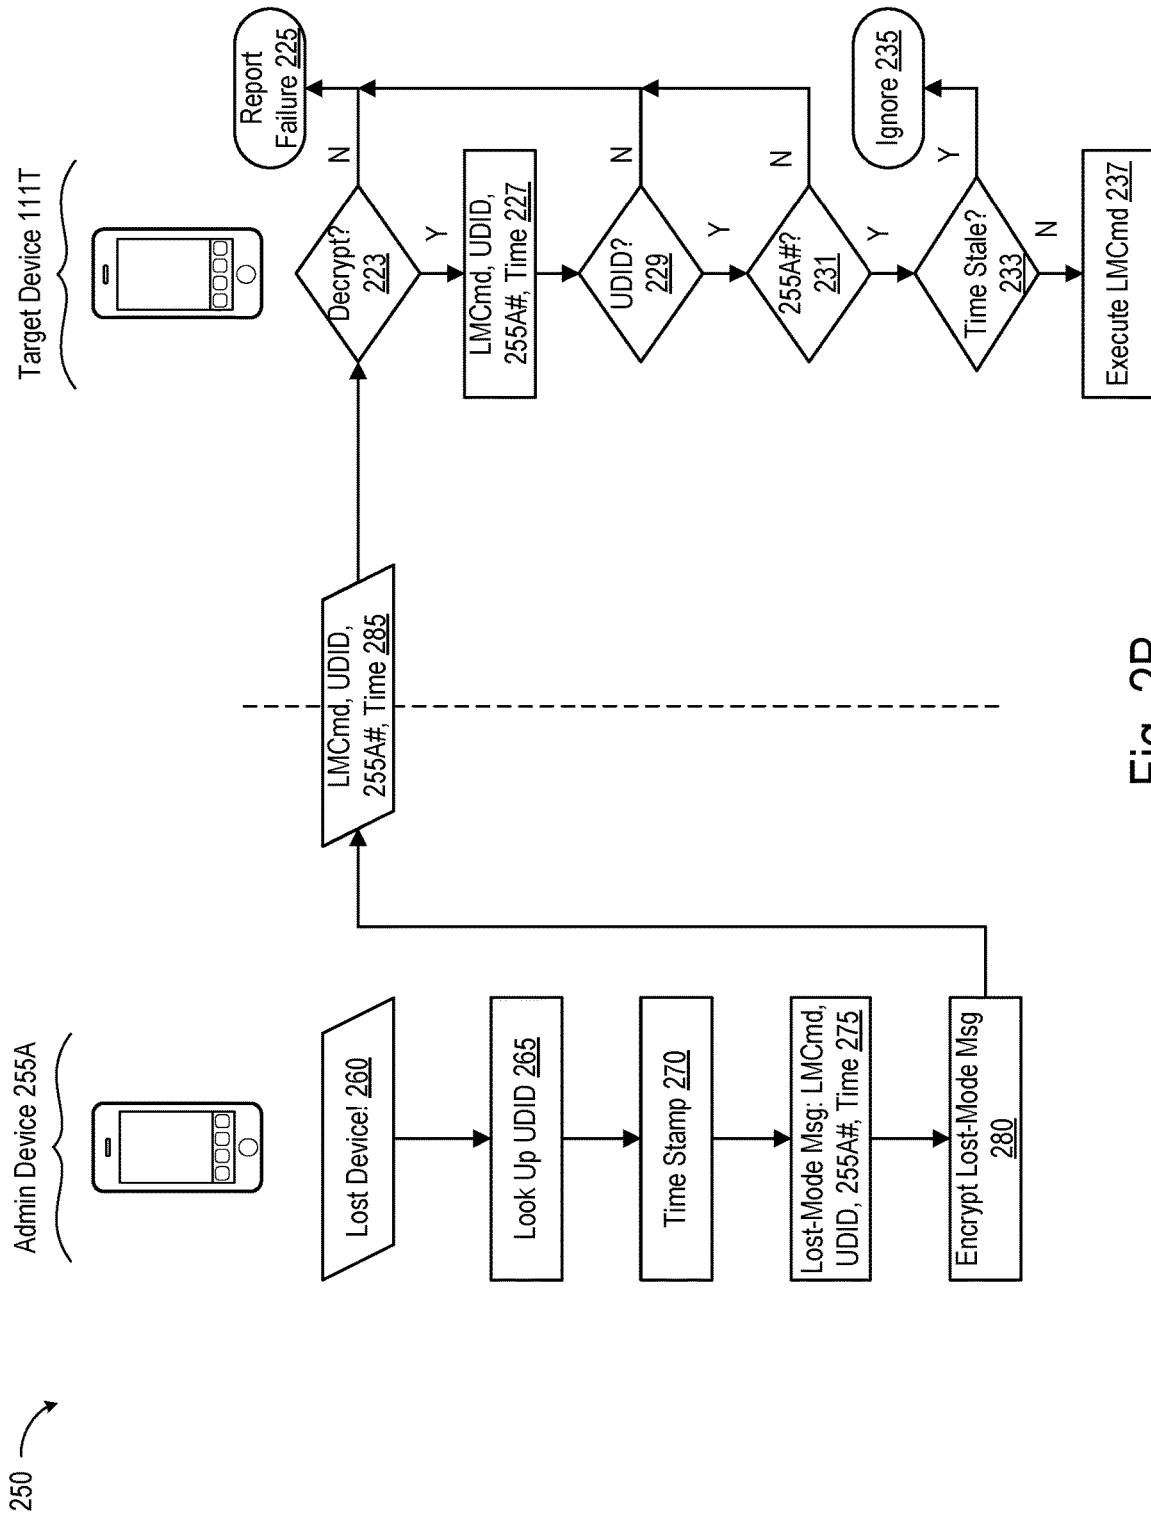 250
Admin Device 255A
Lost Device! 260
Look Up UDID 265
Time Stamp 270
Lost-Mode Msg: LMCmd,
UDID, 255A#, Time 275
Encrypt Lost-Mode Msg
280
LMCmd, UDID,
255A#, Time 285
Target Device 111T
Decrypt?
223
N
Report
Failure 225
Y
LMCmd, UDID,
255A#, Time 227
UDID?
229
N
Y
255A#?
231
N
Y
Time Stale?
233
Y
Ignore 235
N
Execute LMCmd 237
Fig. 2B